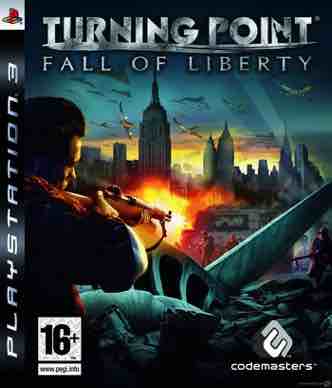 TURNING POINT
FALL OF LIBERTY
PLAYSTATION 3
16+
www.pegi.info
codemasters